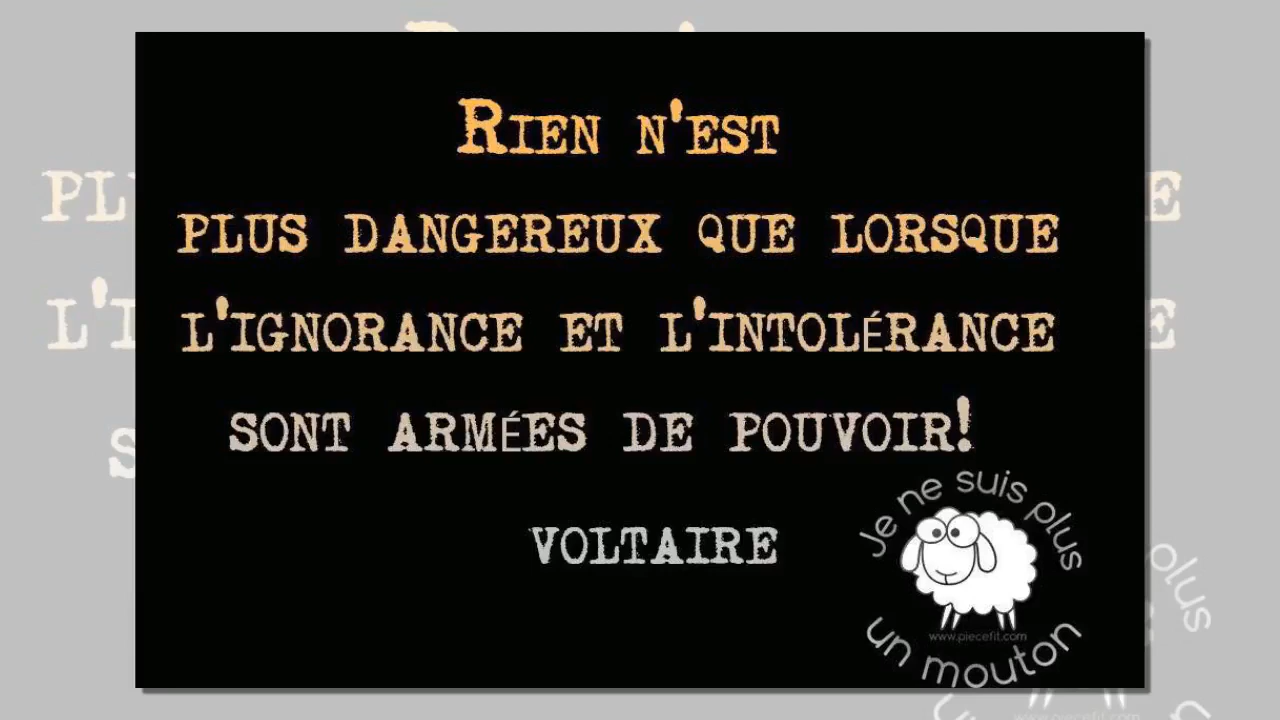 Rien n'est
plus dangereux que lorsque
l'ignorance et l'intolérance
sont armées de pouvoir!
Voltaire
Je ne suis plus
www.piecefit.com
un mouton